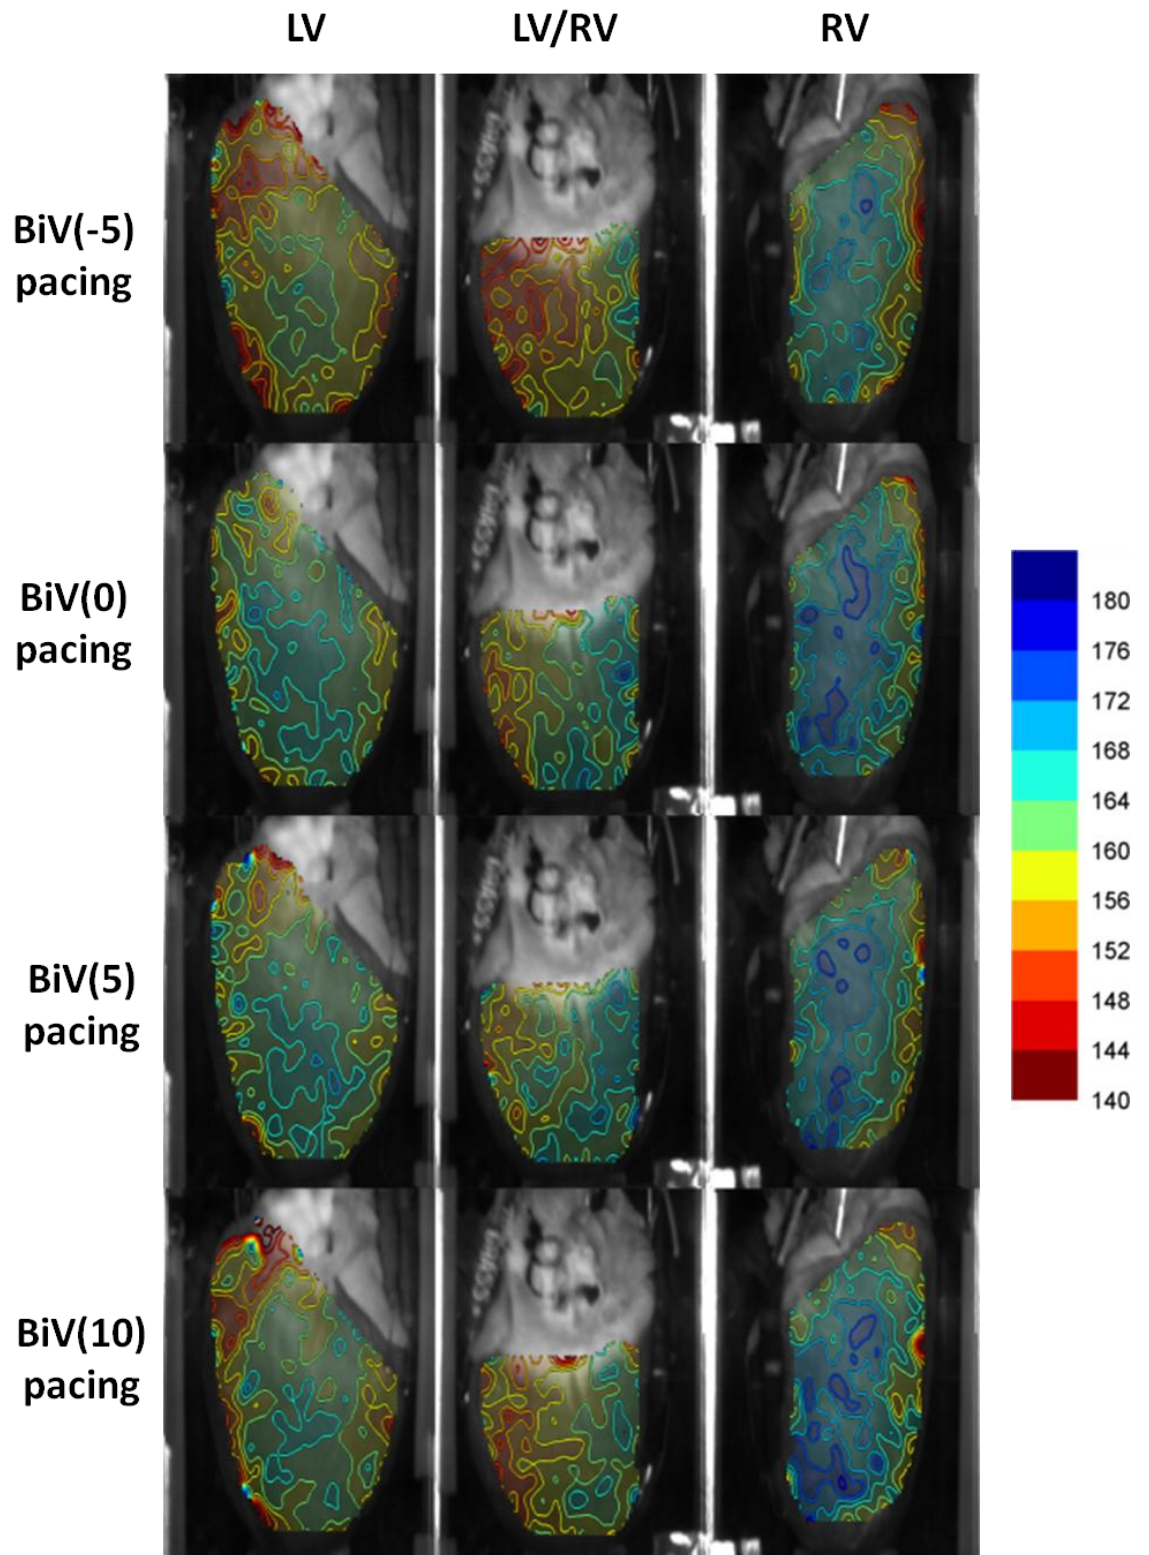 LV LV/RV RV
BiV(-5)
pacing
BiV(0)
pacing
180
176
172
168
164
160
156
152
148
144
140
BiV(5)
pacing
BiV(10)
pacing